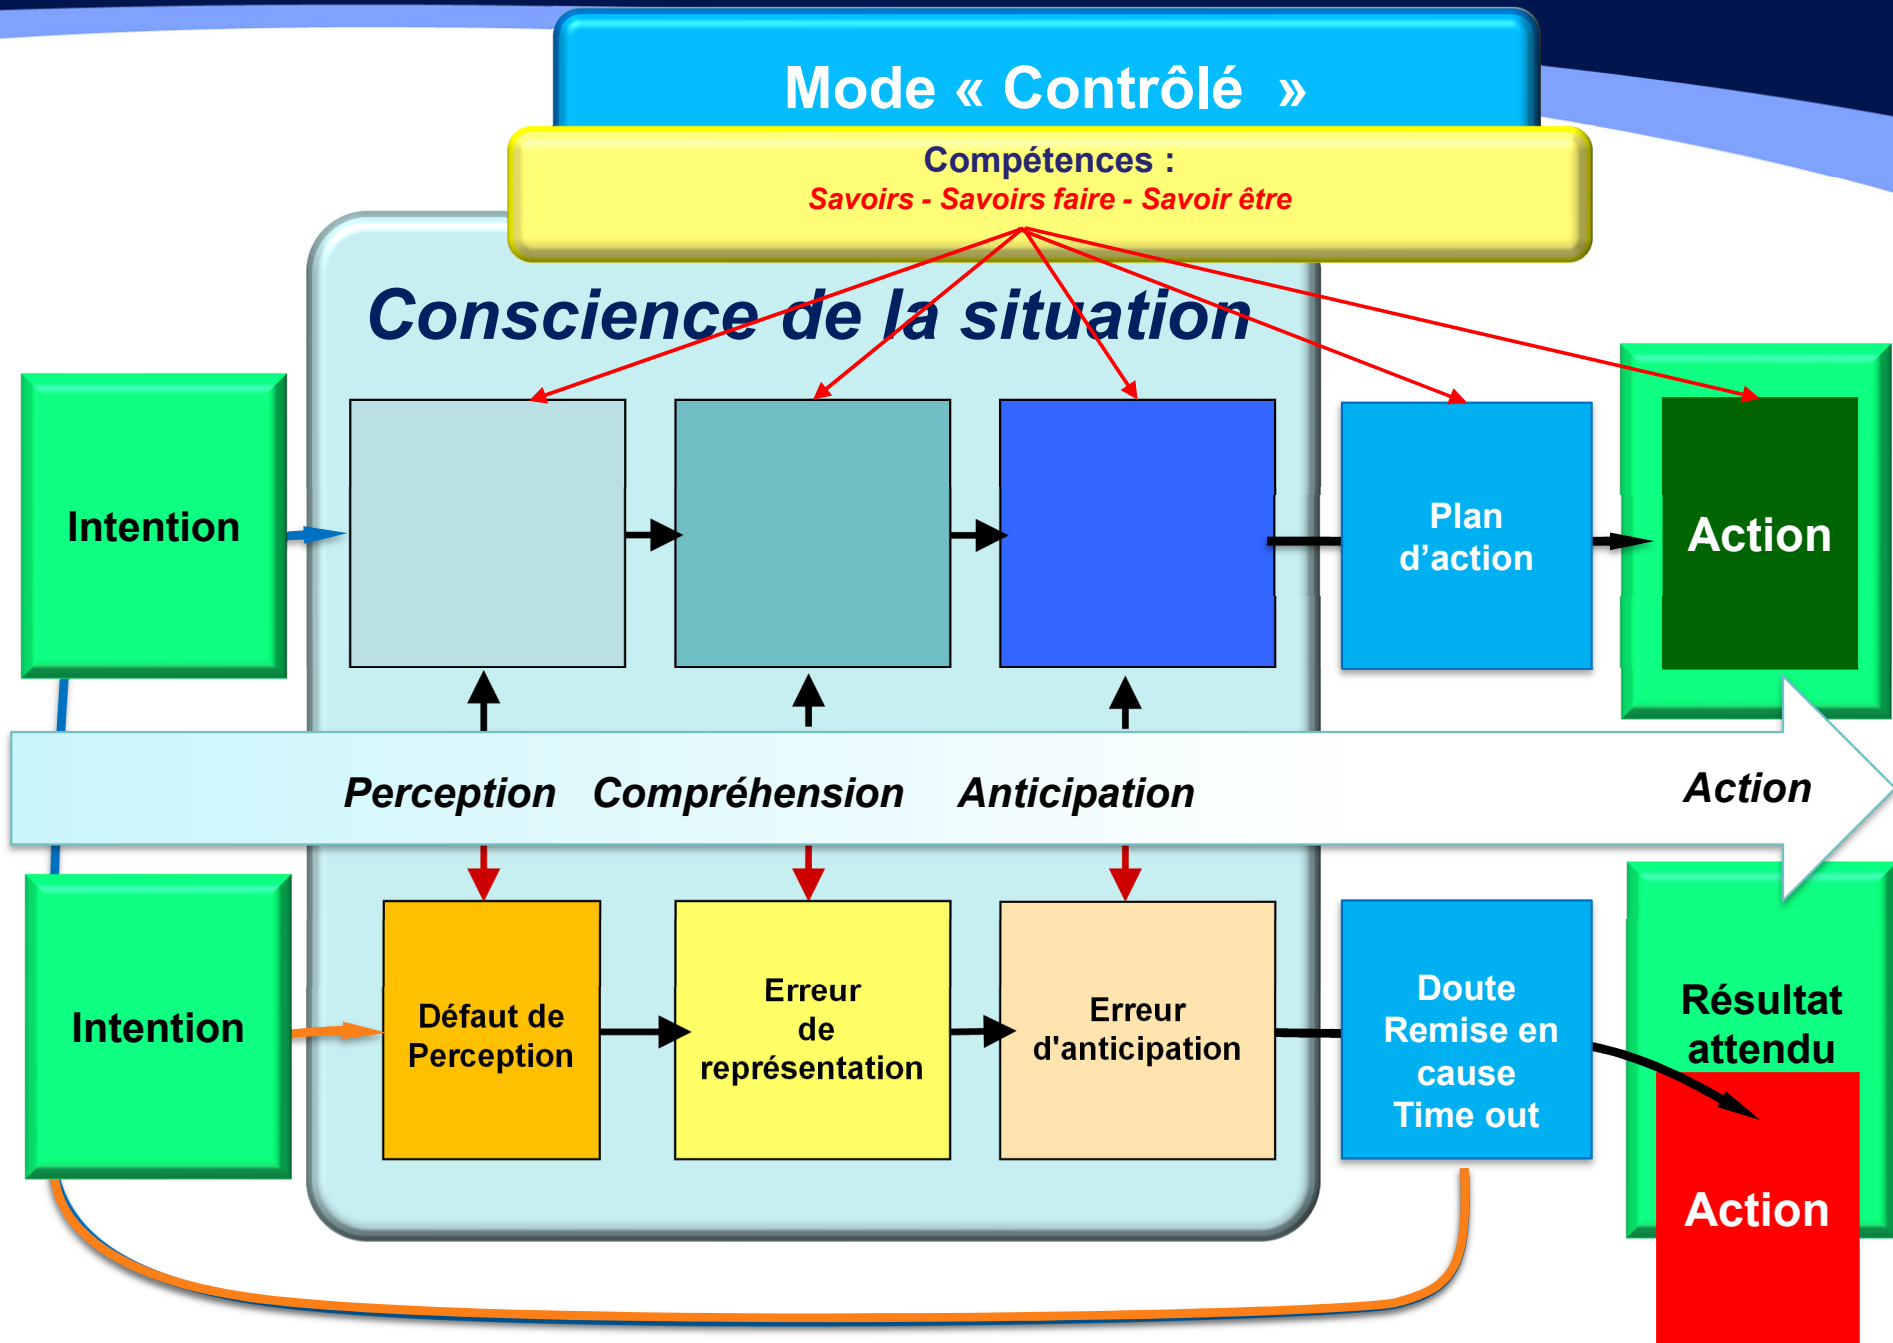 Mode « Contrôlé »
Compétences :
Savoirs - Savoirs faire - Savoir être
Conscience de la situation
Intention
Plan
d’action
Action
Perception
Compréhension
Anticipation
Action
Intention
Défaut de
Perception
Erreur
de
représentation
Erreur
d'anticipation
Doute
Remise en
cause
Time out
Résultat
attendu
Action